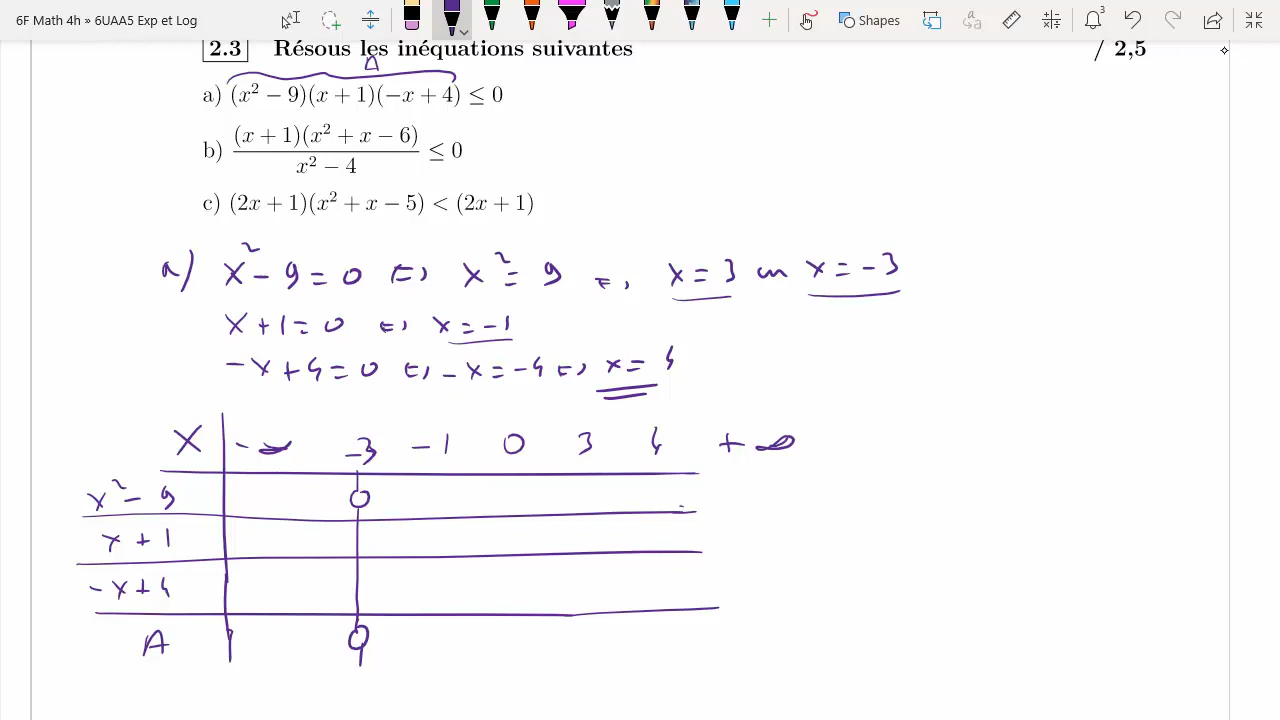 6F Math 4h » 6UAA5 Exp et Log
Shapes
3
2.3 Résous les inéquations suivantes / 2,5
A
a) (x² − 9)(x + 1)(−x + 4) ≤ 0
b) (x + 1)(x² + x − 6) / (x² − 4) ≤ 0
c) (2x + 1)(x² + x − 5) < (2x + 1)
a) x² - 9 = 0 ⇔ x² = 9 ⇔ x = 3 ou x = -3
x + 1 = 0 ⇔ x = -1
-x + 4 = 0 ⇔ -x = -4 ⇔ x = 4
x -∞ -3 -1 0 3 4 +∞
x² - 9 0
x + 1
-x + 4
A 0